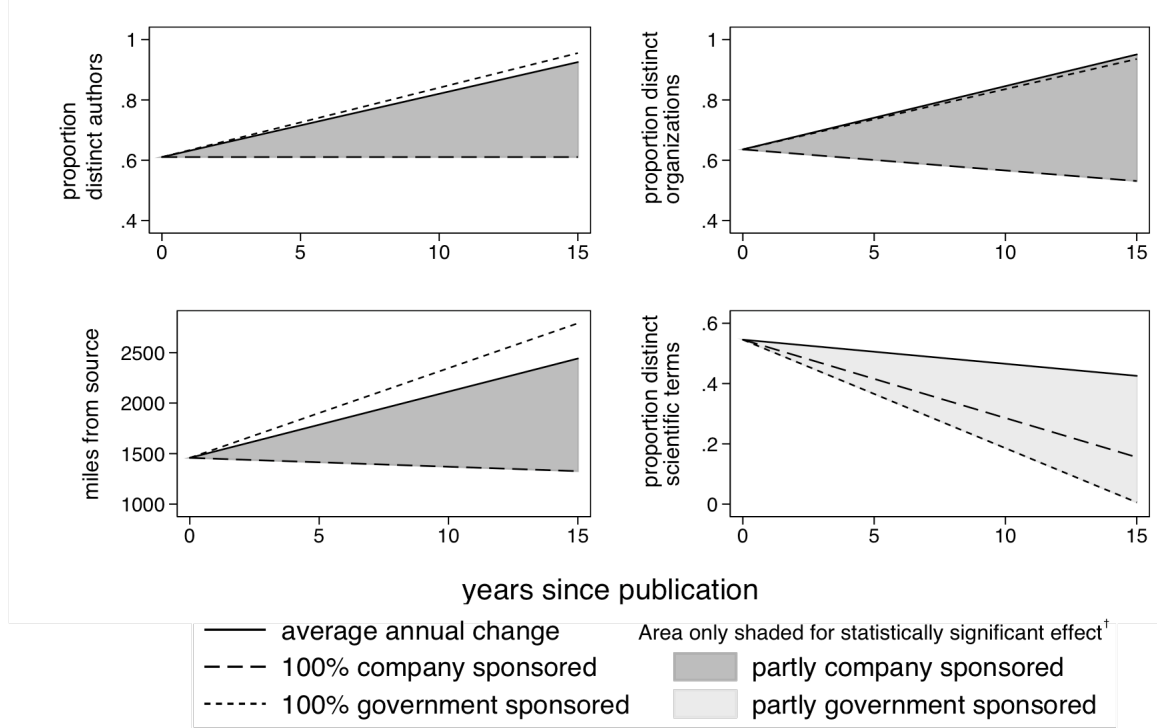 proportion
distinct authors
1
.8
.6
.4
0 5 10 15
proportion distinct
organizations
1
.8
.6
.4
0 5 10 15
miles from source
2500
2000
1500
1000
0 5 10 15
proportion distinct
scientific terms
.6
.4
.2
0
0 5 10 15
years since publication
average annual change
100% company sponsored
100% government sponsored
Area only shaded for statistically significant effect†
partly company sponsored
partly government sponsored